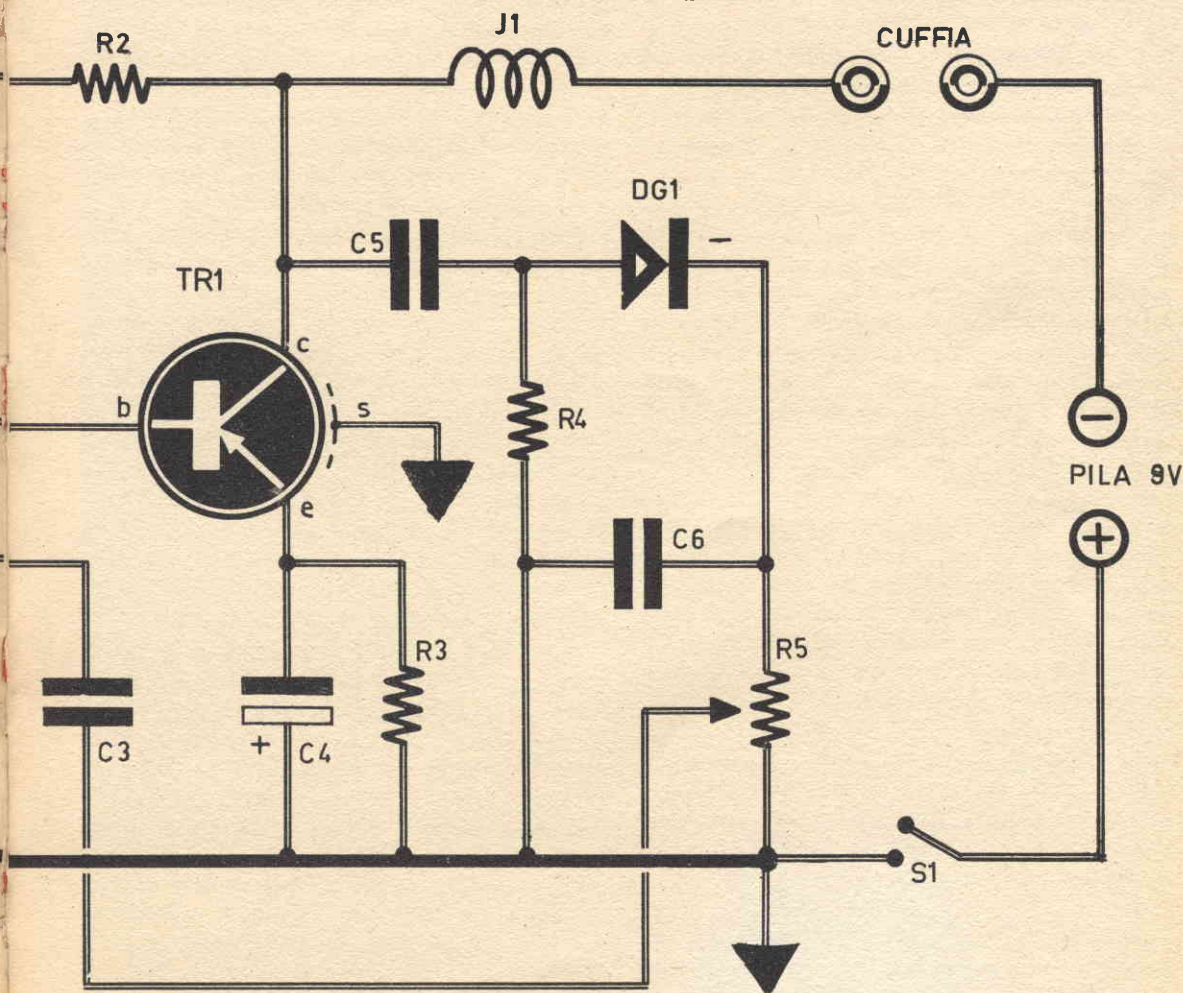 R2
J1
CUFFIA
DG1
C5
−
TR1
c
b
s
R4
e
PILA 9V
−
+
C6
R3
R5
C3
+
C4
S1